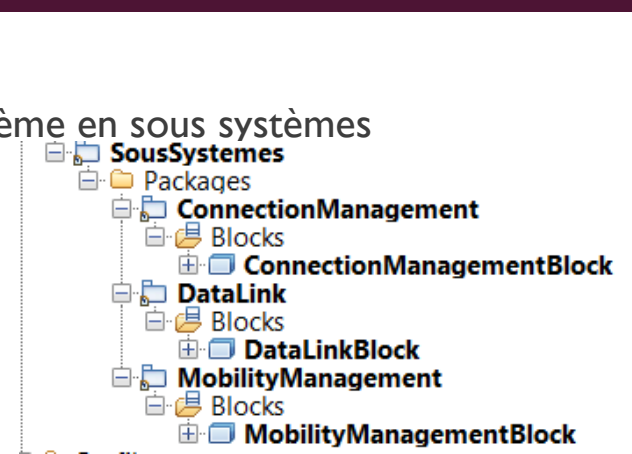 ème en sous systèmes
SousSystemes
Packages
ConnectionManagement
Blocks
ConnectionManagementBlock
DataLink
Blocks
DataLinkBlock
MobilityManagement
Blocks
MobilityManagementBlock